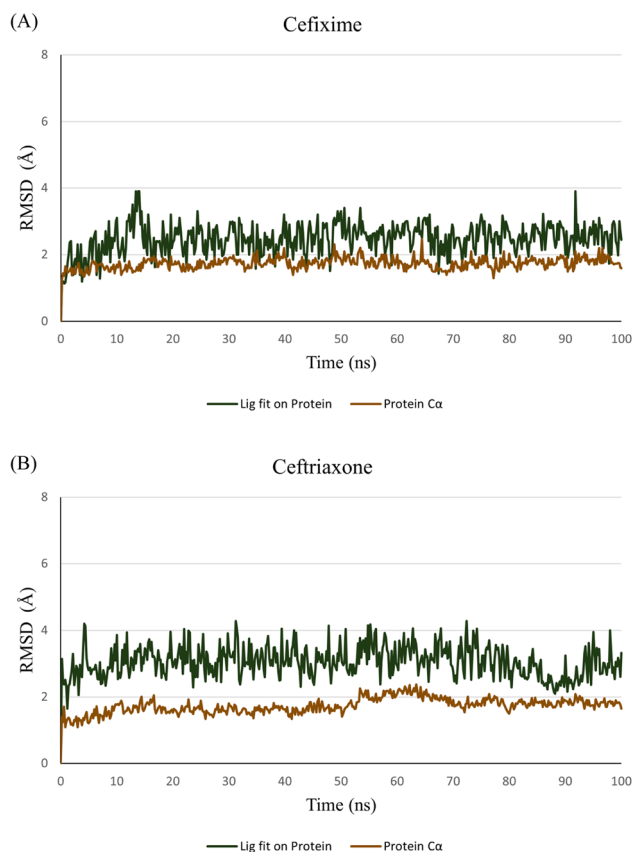 (A)
Cefixime
8
6
4
2
0
RMSD (Å)
0 10 20 30 40 50 60 70 80 90 100
Time (ns)
Lig fit on Protein Protein Cα
(B)
Ceftriaxone
8
6
4
2
0
RMSD (Å)
0 10 20 30 40 50 60 70 80 90 100
Time (ns)
Lig fit on Protein Protein Cα